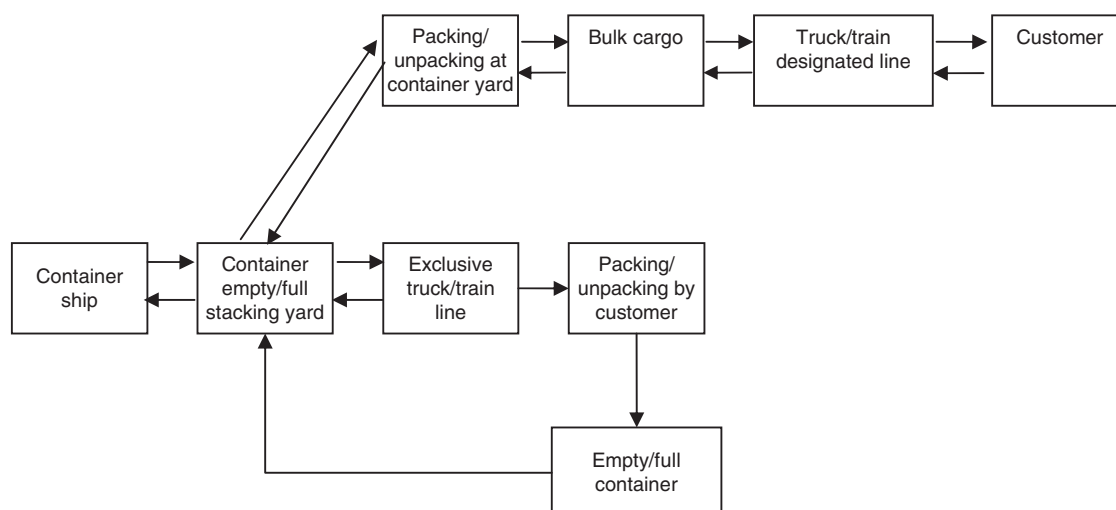 Packing/
unpacking at
container yard
Bulk cargo
Truck/train
designated line
Customer
Container
ship
Container
empty/full
stacking yard
Exclusive
truck/train
line
Packing/
unpacking by
customer
Empty/full
container